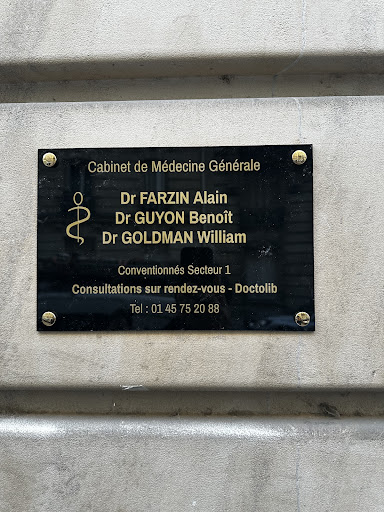 Cabinet de Médecine Générale
Dr FARZIN Alain
Dr GUYON Benoît
Dr GOLDMAN William
Conventionnés Secteur 1
Consultations sur rendez-vous - Doctolib
Tel : 01 45 75 20 88